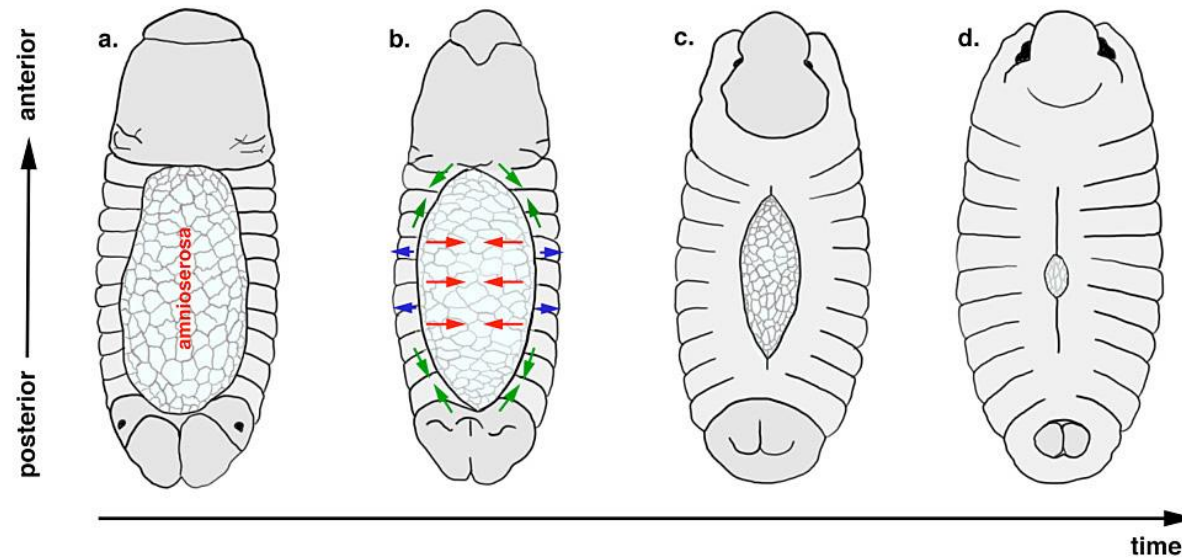 a.
b.
c.
d.
anterior
posterior
amnioserosa
time